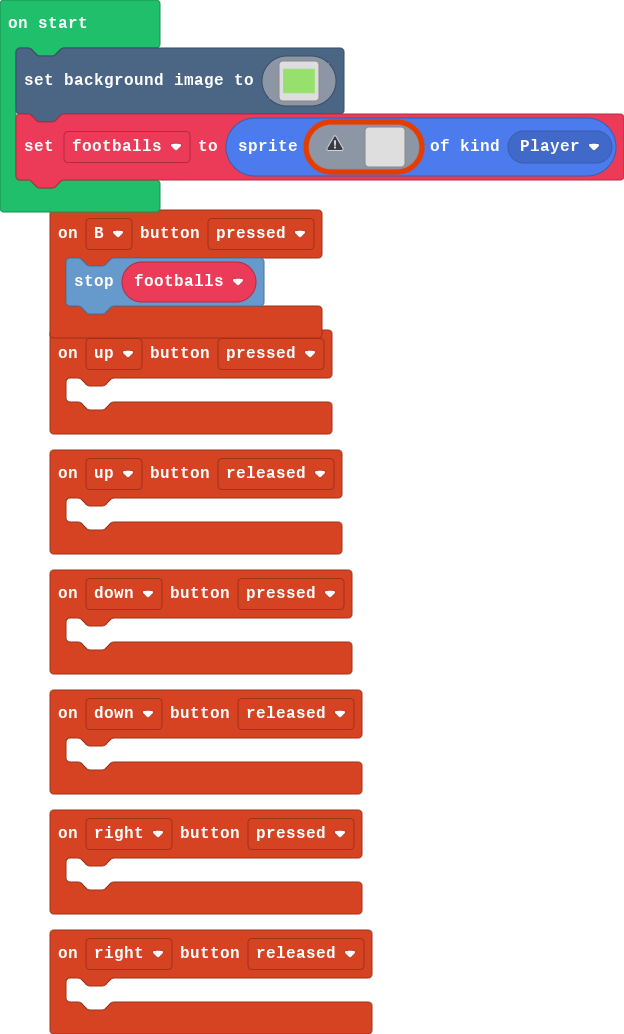 on start
set background image to
set footballs to sprite of kind Player
on B button pressed
stop footballs
on up button pressed
on up button released
on down button pressed
on down button released
on right button pressed
on right button released